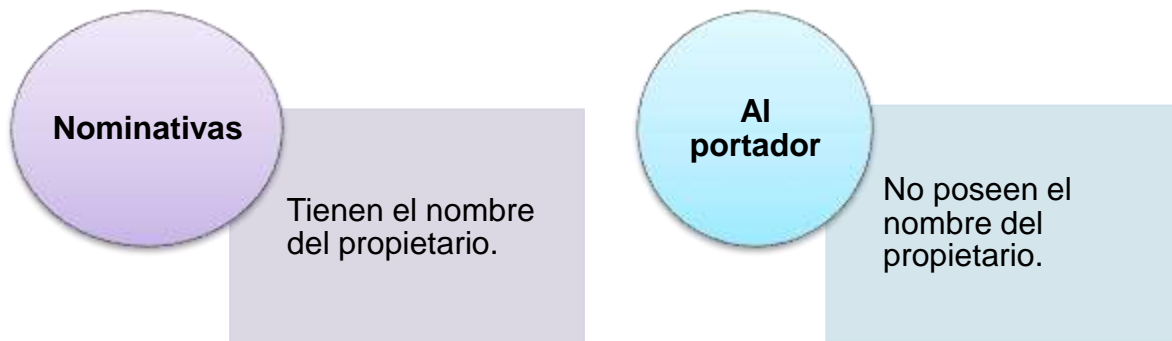 Nominativas
Tienen el nombre
del propietario.
Al
portador
No poseen el
nombre del
propietario.